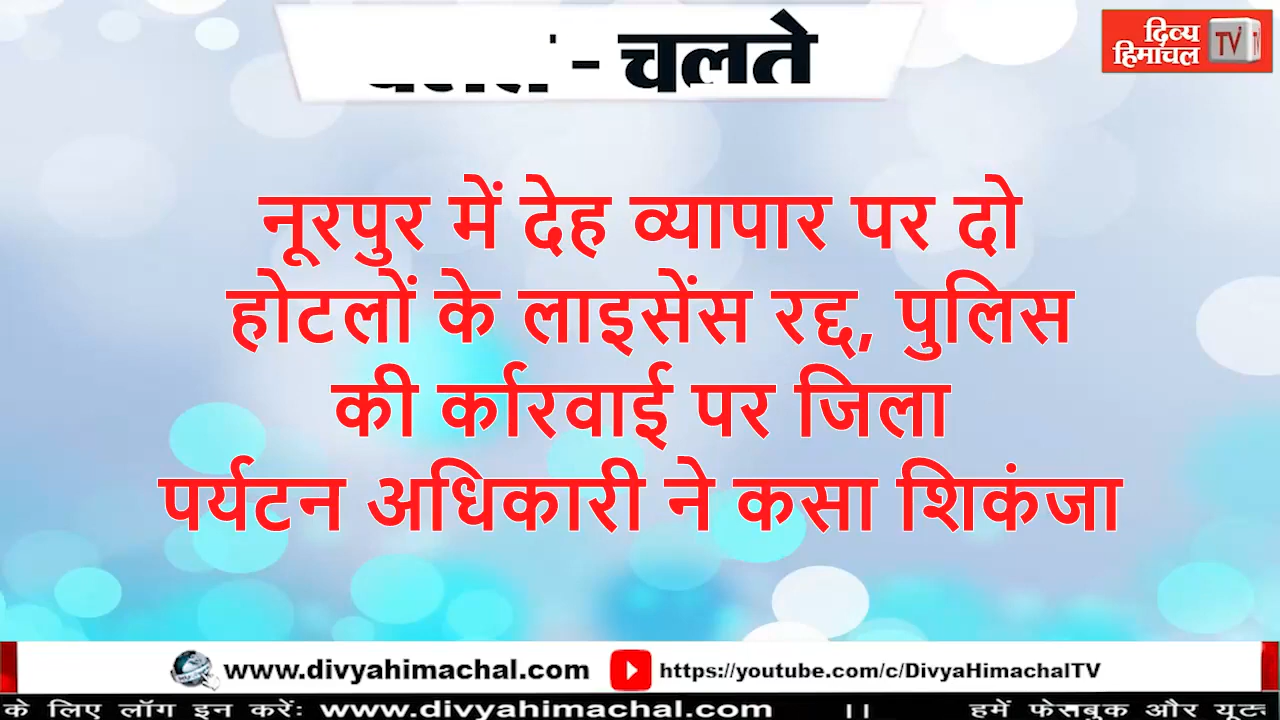 - चलते
दिव्य
हिमाचल TV
नूरपुर में देह व्यापार पर दो
होटलों के लाइसेंस रद्द, पुलिस
की र्कारवाई पर जिला
पर्यटन अधिकारी ने कसा शिकंजा
www.divyahimachal.com https://youtube.com/c/DivyaHimachalTV
के लिए लॉग इन करें: www.divyahimachal.com || हमें फेसबुक और